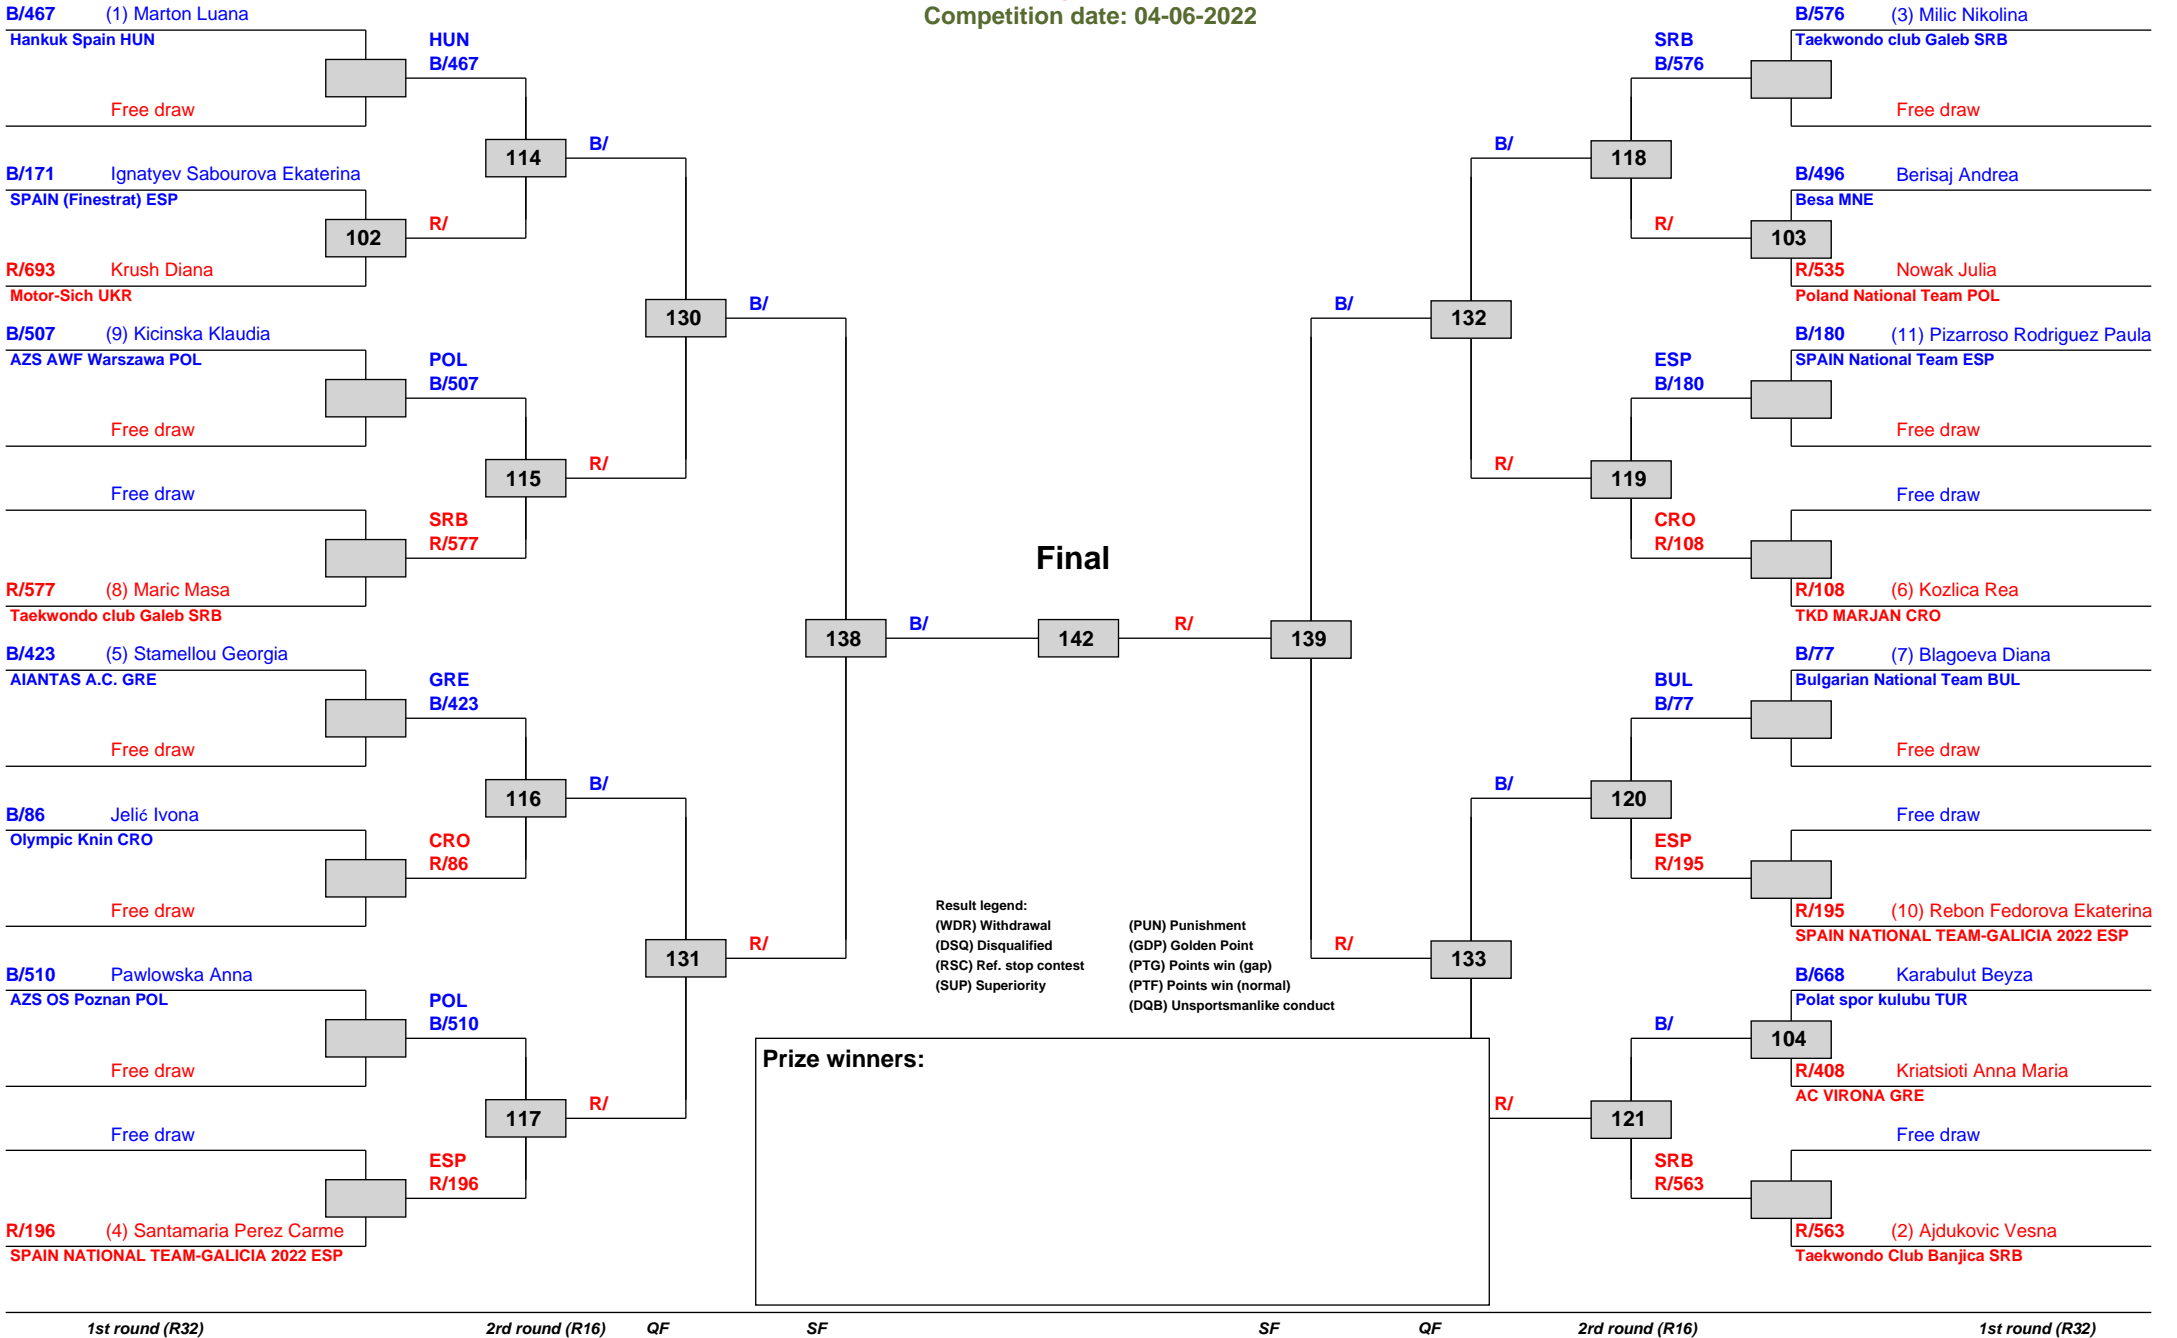 Competition date: 04-06-2022
B/467 (1) Marton Luana
Hankuk Spain HUN
HUN
B/467
Free draw
114
B/
B/171 Ignatyev Sabourova Ekaterina
SPAIN (Finestrat) ESP
102
R/
R/693 Krush Diana
Motor-Sich UKR
130
B/
B/507 (9) Kicinska Klaudia
AZS AWF Warszawa POL
POL
B/507
Free draw
115
R/
Free draw
SRB
R/577
R/577 (8) Maric Masa
Taekwondo club Galeb SRB
138
B/
B/423 (5) Stamellou Georgia
AIANTAS A.C. GRE
GRE
B/423
Free draw
116
B/
B/86 Jelić Ivona
Olympic Knin CRO
CRO
R/86
Free draw
131
R/
B/510 Pawlowska Anna
AZS OS Poznan POL
POL
B/510
Free draw
117
R/
Free draw
ESP
R/196
R/196 (4) Santamaria Perez Carme
SPAIN NATIONAL TEAM-GALICIA 2022 ESP
Final
142
R/
139
B/576 (3) Milic Nikolina
Taekwondo club Galeb SRB
SRB
B/576
Free draw
B/
118
B/496 Berisaj Andrea
Besa MNE
R/
103
R/535 Nowak Julia
Poland National Team POL
B/
132
B/180 (11) Pizarroso Rodriguez Paula
SPAIN National Team ESP
ESP
B/180
Free draw
R/
119
Free draw
CRO
R/108
R/108 (6) Kozlica Rea
TKD MARJAN CRO
B/77 (7) Blagoeva Diana
Bulgarian National Team BUL
BUL
B/77
Free draw
B/
120
Free draw
ESP
R/195
R/195 (10) Rebon Fedorova Ekaterina
SPAIN NATIONAL TEAM-GALICIA 2022 ESP
R/
133
B/668 Karabulut Beyza
Polat spor kulubu TUR
B/
104
R/408 Kriatsioti Anna Maria
AC VIRONA GRE
R/
121
Free draw
SRB
R/563
R/563 (2) Ajdukovic Vesna
Taekwondo Club Banjica SRB
Result legend:
(WDR) Withdrawal (PUN) Punishment
(DSQ) Disqualified (GDP) Golden Point
(RSC) Ref. stop contest (PTG) Points win (gap)
(SUP) Superiority (PTF) Points win (normal)
(DQB) Unsportsmanlike conduct
Prize winners:
1st round (R32) 2rd round (R16) QF SF SF QF 2rd round (R16) 1st round (R32)